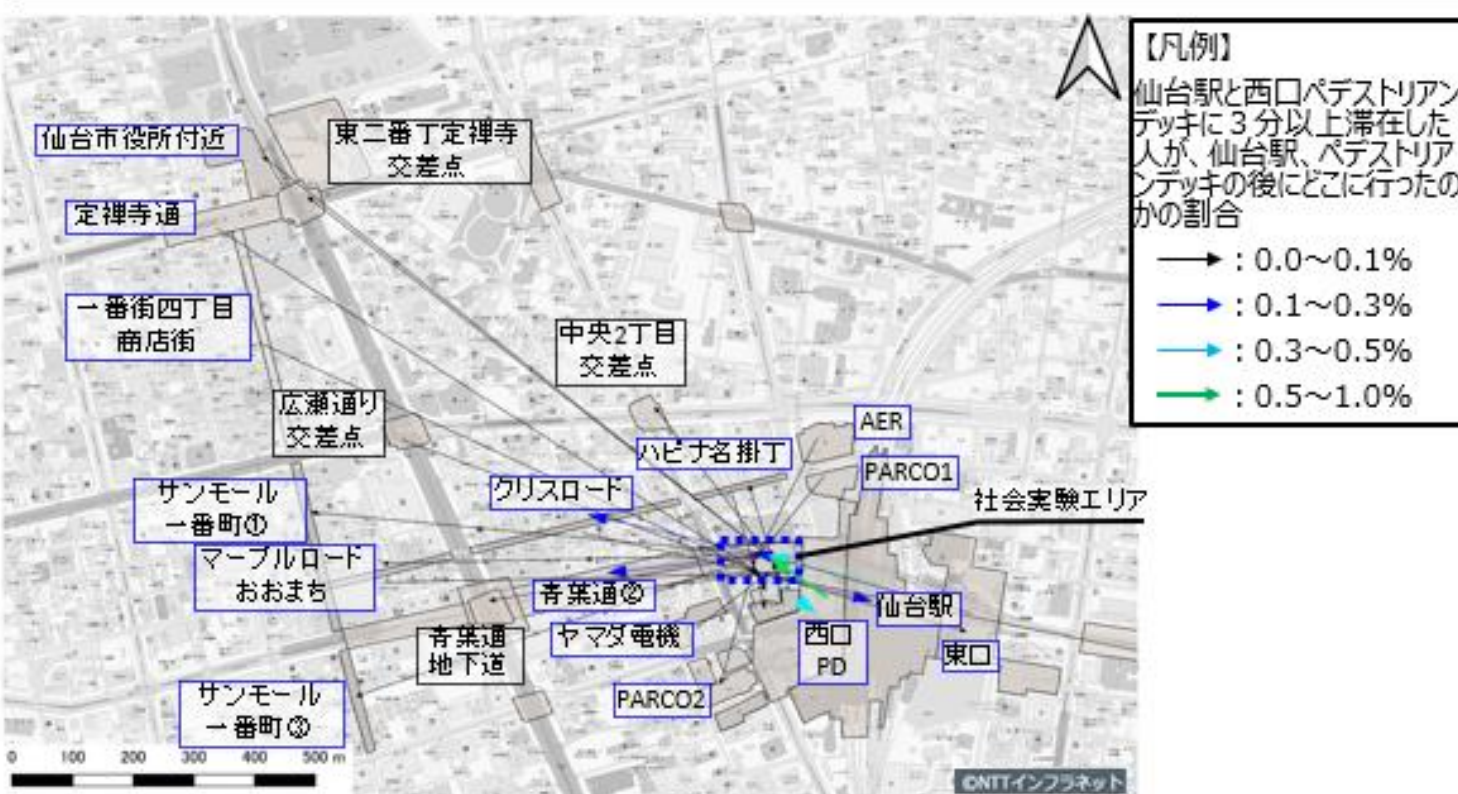 【凡例】
仙台駅と西口ペデストリアン
デッキに３分以上滞在した
人が、仙台駅、ペデストリア
ンデッキの後にどこに行ったの
かの割合
：0.0～0.1%
：0.1～0.3%
：0.3～0.5%
：0.5～1.0%
仙台市役所付近
東二番丁定禅寺
交差点
定禅寺通
一番街四丁目
商店街
中央2丁目
交差点
広瀬通り
交差点
AER
ハピナ名掛丁
PARCO1
クリスロード
社会実験エリア
サンモール
一番町①
マーブルロード
おおまち
青葉通②
仙台駅
ヤマダ電機
西口
PD
東口
青葉通
地下道
PARCO2
サンモール
一番町③
0 100 200 300 400 500 m
©NTTインフラネット